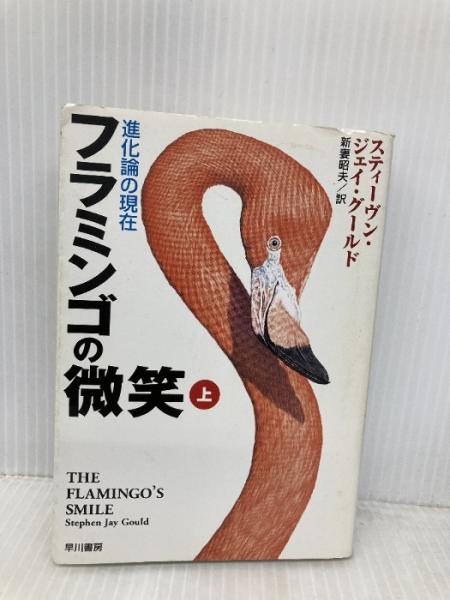 スティーヴン・
ジェイ・グールド
新妻昭夫/訳
進化論の現在
フラミンゴの
微笑
上
THE
FLAMINGO'S
SMILE
Stephen Jay Gould
早川書房